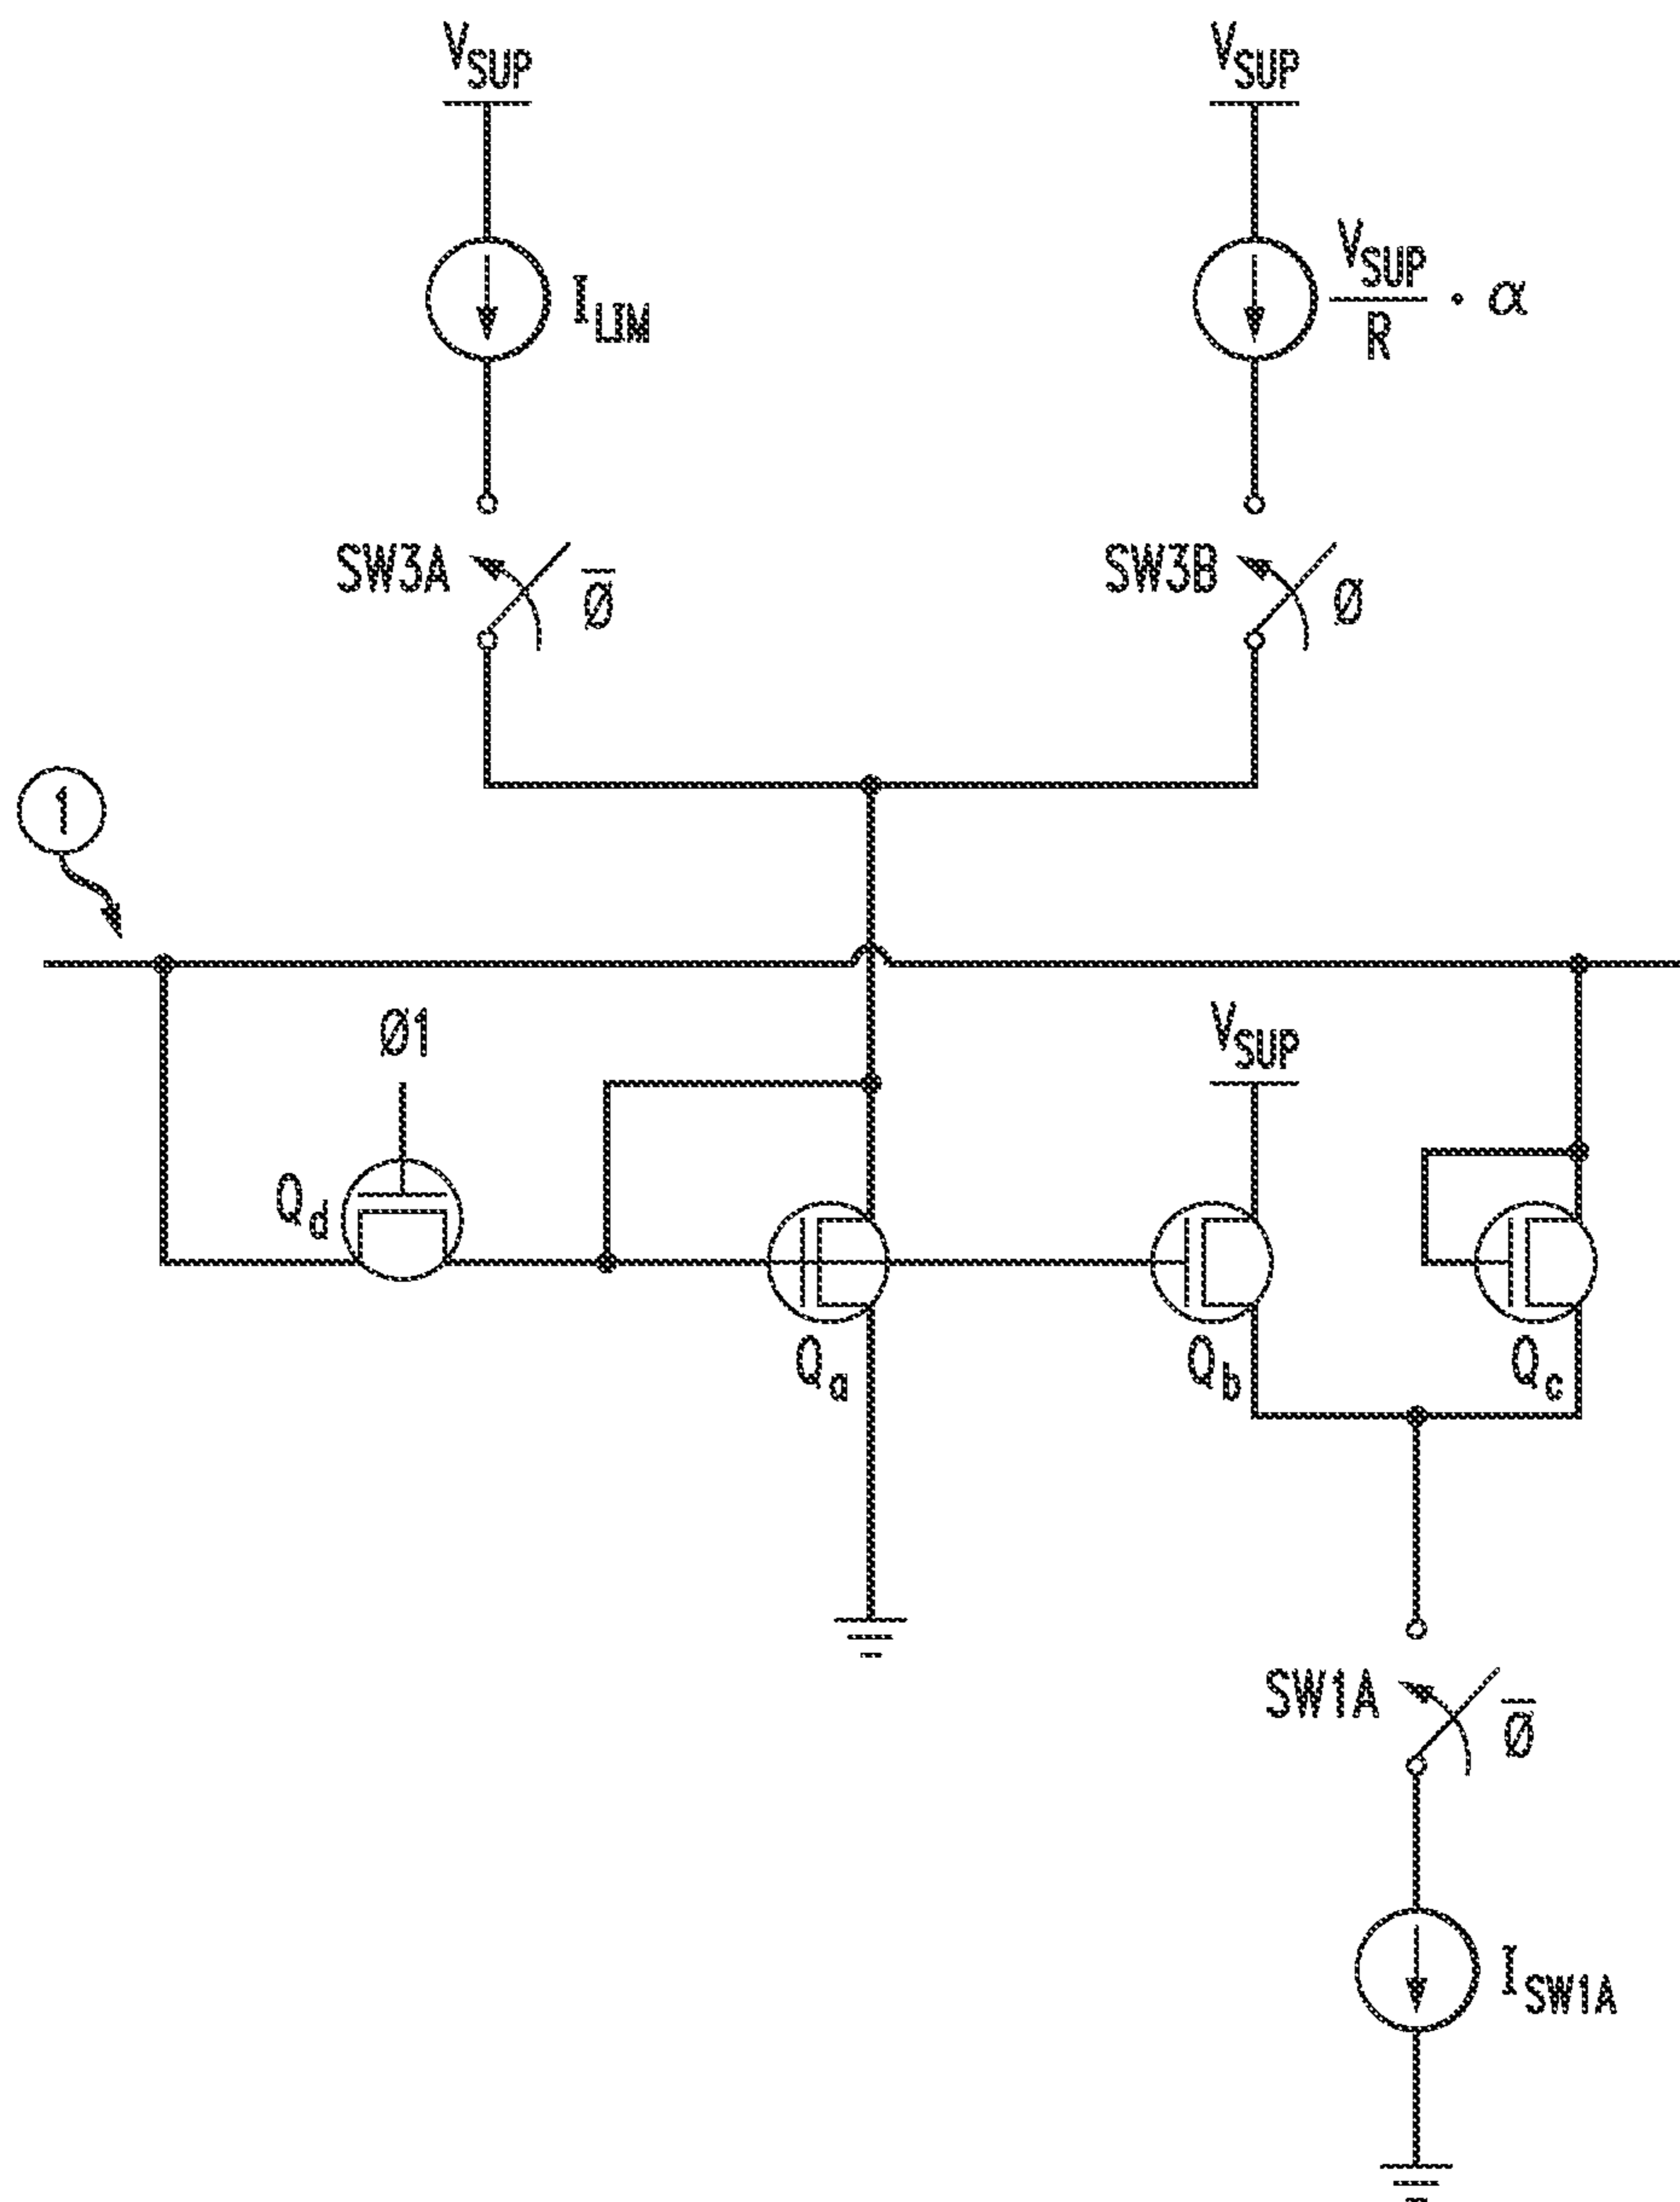 V_SUP
V_SUP
I_LIM
V_SUP / R · α
SW3A
Ø̅
SW3B
Ø
1
Ø1
V_SUP
Q_d
Q_a
Q_b
Q_c
SW1A
Ø̅
I_SW1A